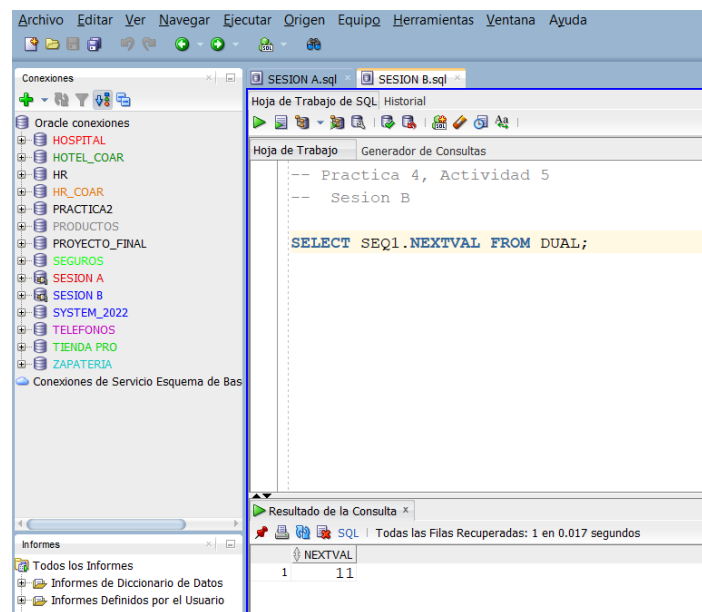 Archivo Editar Ver Navegar Ejecutar Origen Equipo Herramientas Ventana Ayuda
Conexiones
Oracle conexiones
HOSPITAL
HOTEL_COAR
HR
HR_COAR
PRACTICA2
PRODUCTOS
PROYECTO_FINAL
SEGUROS
SESION A
SESION B
SYSTEM_2022
TELEFONOS
TIENDA PRO
ZAPATERIA
Conexiones de Servicio Esquema de Bas
Informes
Todos los Informes
Informes de Diccionario de Datos
Informes Definidos por el Usuario
SESION A.sql SESION B.sql
Hoja de Trabajo de SQL Historial
Hoja de Trabajo Generador de Consultas
-- Practica 4, Actividad 5
-- Sesion B
SELECT SEQ1.NEXTVAL FROM DUAL;
Resultado de la Consulta
SQL | Todas las Filas Recuperadas: 1 en 0.017 segundos
NEXTVAL
1 11